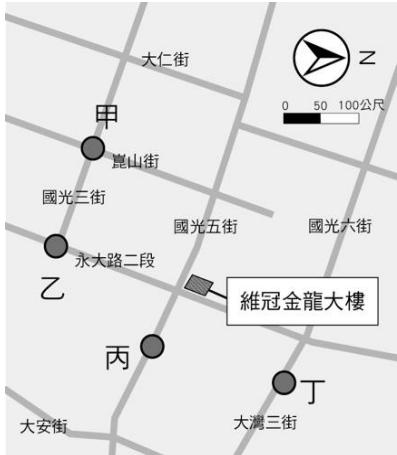 大仁街
N
0 50 100公尺
甲
崑山街
國光三街
國光五街
國光六街
永大路二段
乙
維冠金龍大樓
丙
丁
大安街
大灣三街